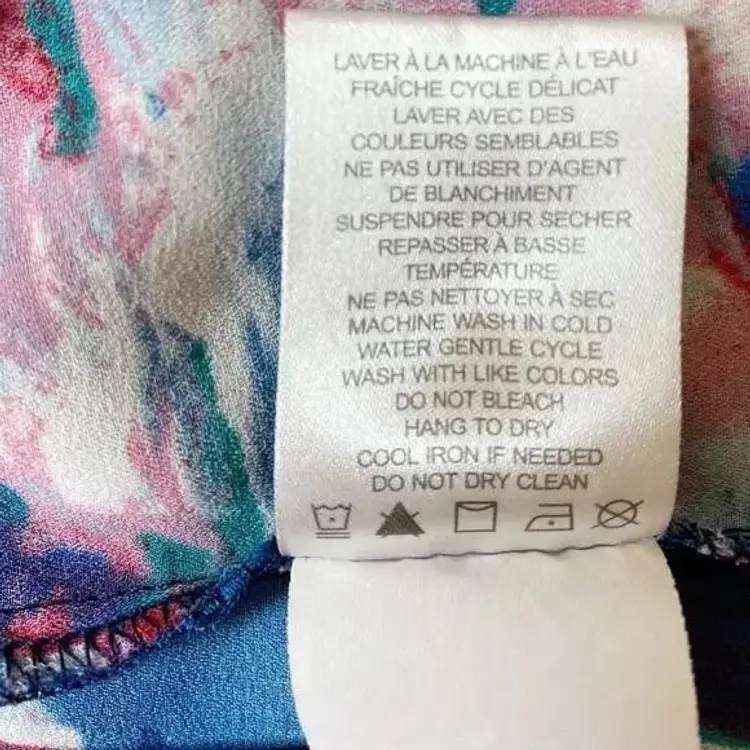 LAVER À LA MACHINE À L'EAU
FRAÎCHE CYCLE DÉLICAT
LAVER AVEC DES
COULEURS SEMBLABLES
NE PAS UTILISER D'AGENT
DE BLANCHIMENT
SUSPENDRE POUR SÉCHER
REPASSER À BASSE
TEMPÉRATURE
NE PAS NETTOYER À SEC
MACHINE WASH IN COLD
WATER GENTLE CYCLE
WASH WITH LIKE COLORS
DO NOT BLEACH
HANG TO DRY
COOL IRON IF NEEDED
DO NOT DRY CLEAN